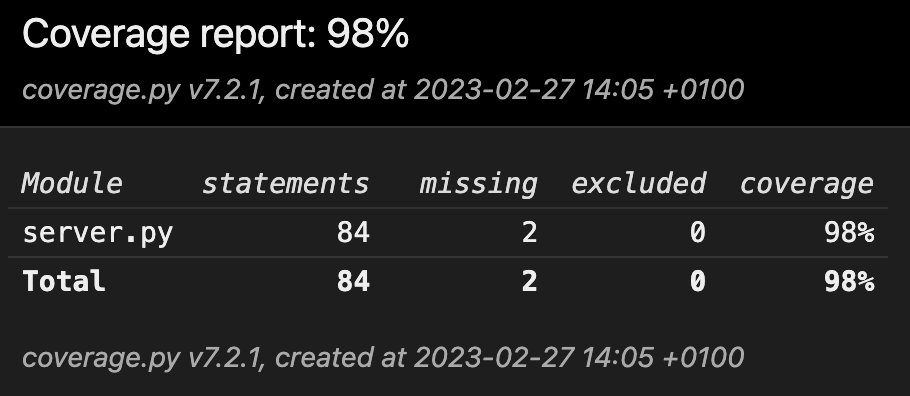 Coverage report: 98%
coverage.py v7.2.1, created at 2023-02-27 14:05 +0100
Module statements missing excluded coverage
server.py 84 2 0 98%
Total 84 2 0 98%
coverage.py v7.2.1, created at 2023-02-27 14:05 +0100